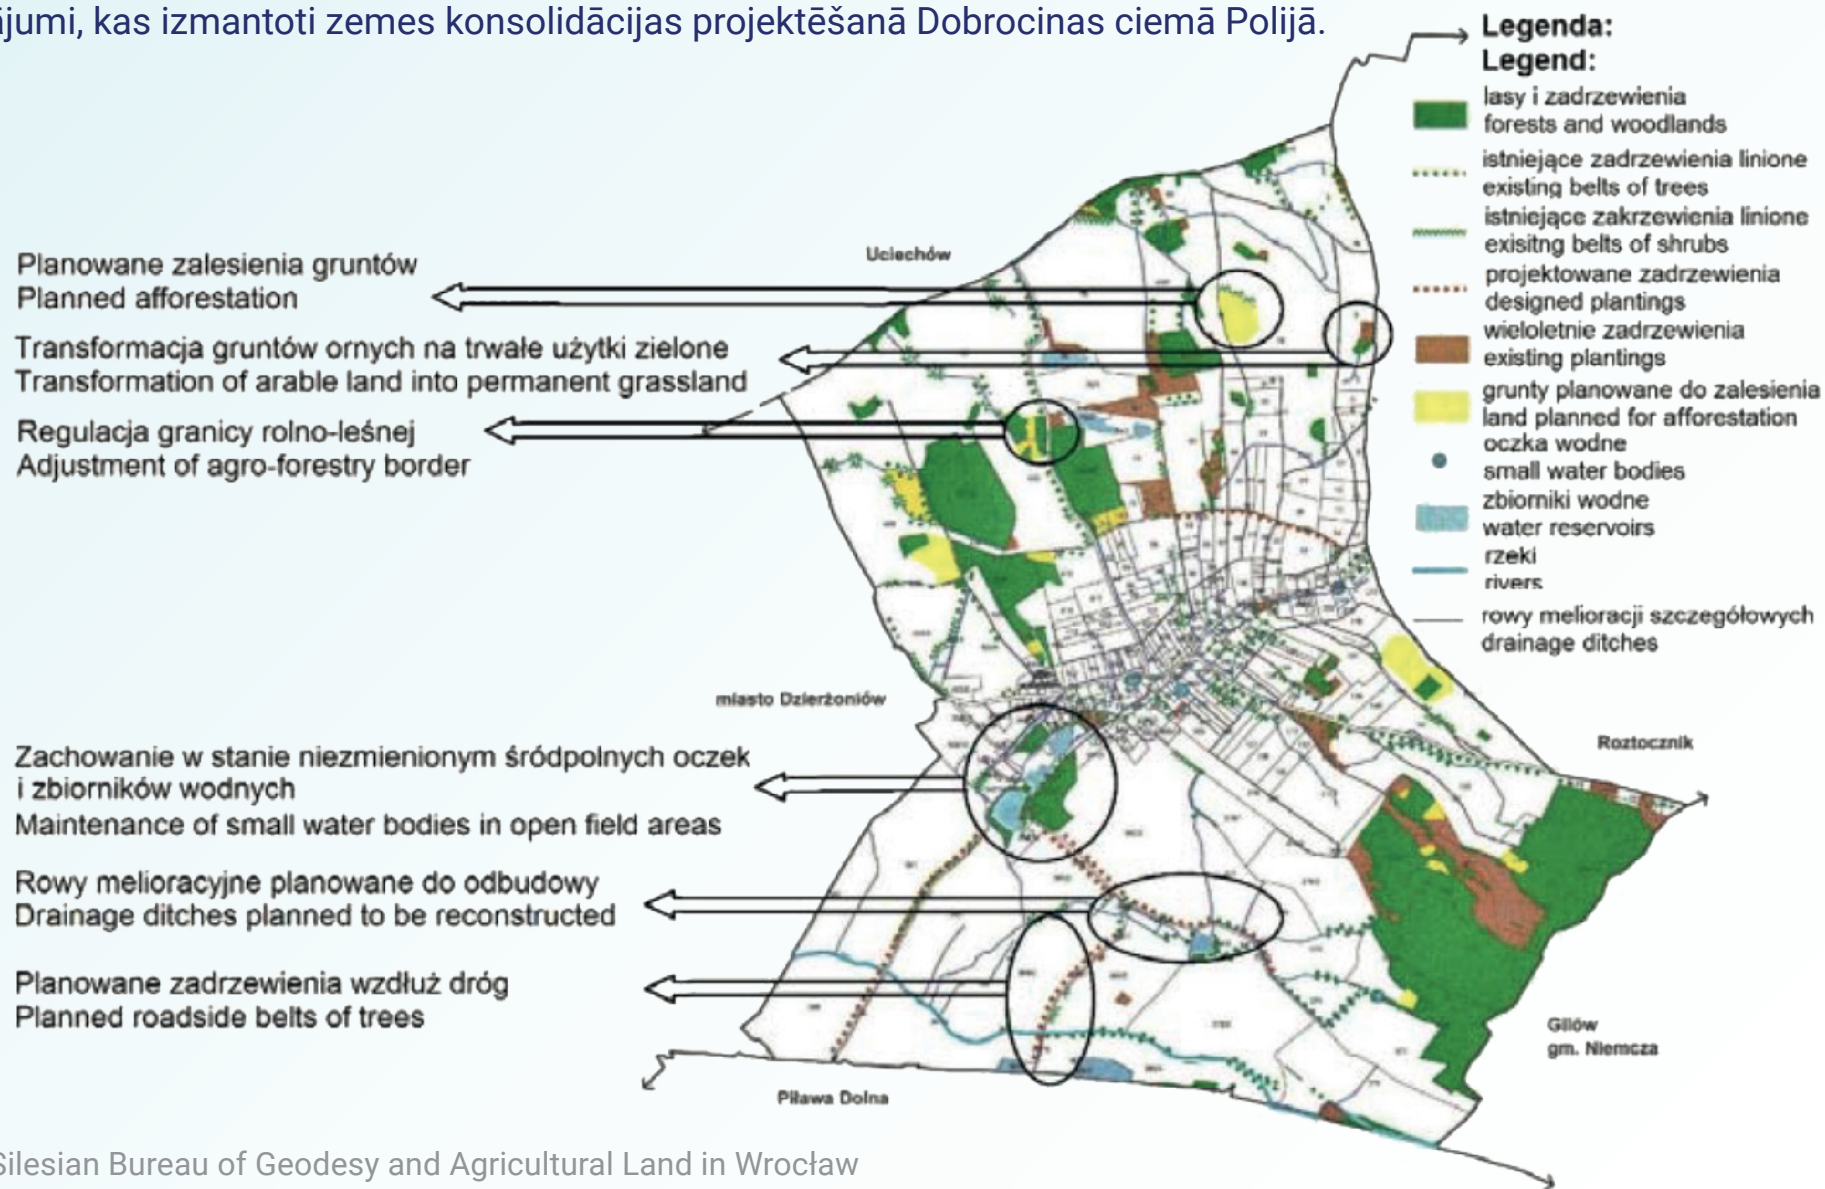 ājumi, kas izmantoti zemes konsolidācijas projektēšanā Dobrocinas ciemā Polijā.
Legenda:
Legend:
lasy i zadrzewienia
forests and woodlands
istniejące zadrzewienia linione
existing belts of trees
istniejące zakrzewienia linione
exisitng belts of shrubs
projektowane zadrzewienia
designed plantings
wieloletnie zadrzewienia
existing plantings
grunty planowane do zalesienia
land planned for afforestation
oczka wodne
small water bodies
zbiorniki wodne
water reservoirs
rzeki
rivers
rowy melioracji szczegółowych
drainage ditches
Uciechów
Planowane zalesienia gruntów
Planned afforestation
Transformacja gruntów ornych na trwałe użytki zielone
Transformation of arable land into permanent grassland
Regulacja granicy rolno-leśnej
Adjustment of agro-forestry border
miasto Dzierżoniów
Roztocznik
Zachowanie w stanie niezmienionym śródpolnych oczek
i zbiorników wodnych
Maintenance of small water bodies in open field areas
Rowy melioracyjne planowane do odbudowy
Drainage ditches planned to be reconstructed
Planowane zadrzewienia wzdłuż dróg
Planned roadside belts of trees
Gilów
gm. Niemcza
Piława Dolna
Silesian Bureau of Geodesy and Agricultural Land in Wrocław